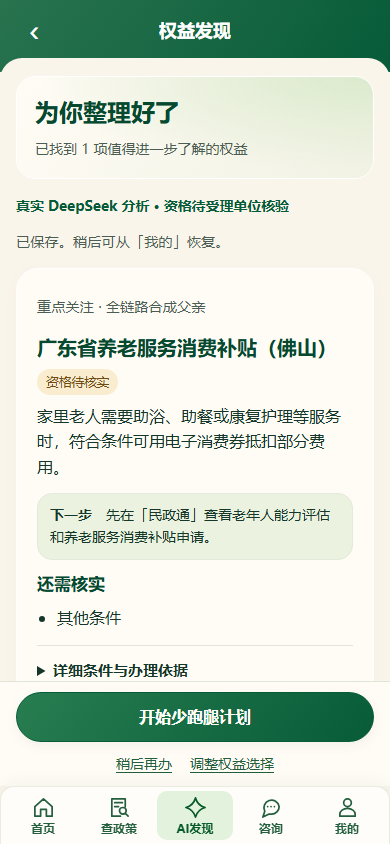 权益发现
为你整理好了
已找到 1 项值得进一步了解的权益
真实 DeepSeek 分析 • 资格待受理单位核验
已保存。稍后可从「我的」恢复。
重点关注 · 全链路合成父亲
广东省养老服务消费补贴（佛山）
资格待核实
家里老人需要助浴、助餐或康复护理等服务
时，符合条件可用电子消费券抵扣部分费
用。
下一步 先在「民政通」查看老年人能力评估
和养老服务消费补贴申请。
还需核实
• 其他条件
▶ 详细条件与办理依据
开始少跑腿计划
稍后再办 调整权益选择
首页 查政策 AI发现 咨询 我的